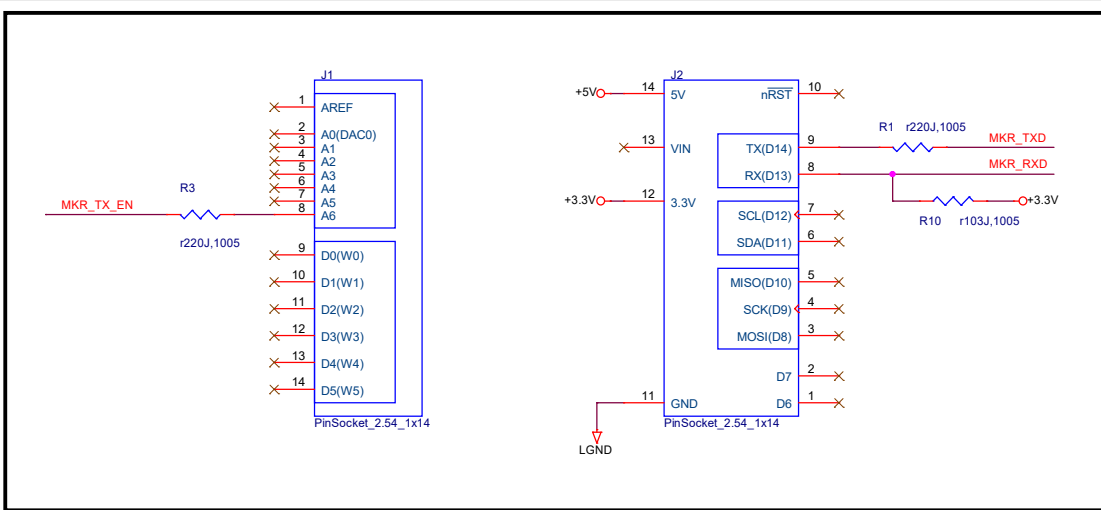 J1
1 AREF
2 A0(DAC0)
3 A1
4 A2
5 A3
6 A4
7 A5
8 A6
R3
MKR_TX_EN
r220J,1005
9 D0(W0)
10 D1(W1)
11 D2(W2)
12 D3(W3)
13 D4(W4)
14 D5(W5)
PinSocket_2.54_1x14
J2
+5V 14 5V
nRST 10
13 VIN
TX(D14) 9
R1 r220J,1005
MKR_TXD
RX(D13) 8
MKR_RXD
+3.3V 12 3.3V
+3.3V
R10 r103J,1005
SCL(D12) 7
SDA(D11) 6
MISO(D10) 5
SCK(D9) 4
MOSI(D8) 3
D7 2
11 GND
D6 1
PinSocket_2.54_1x14
LGND